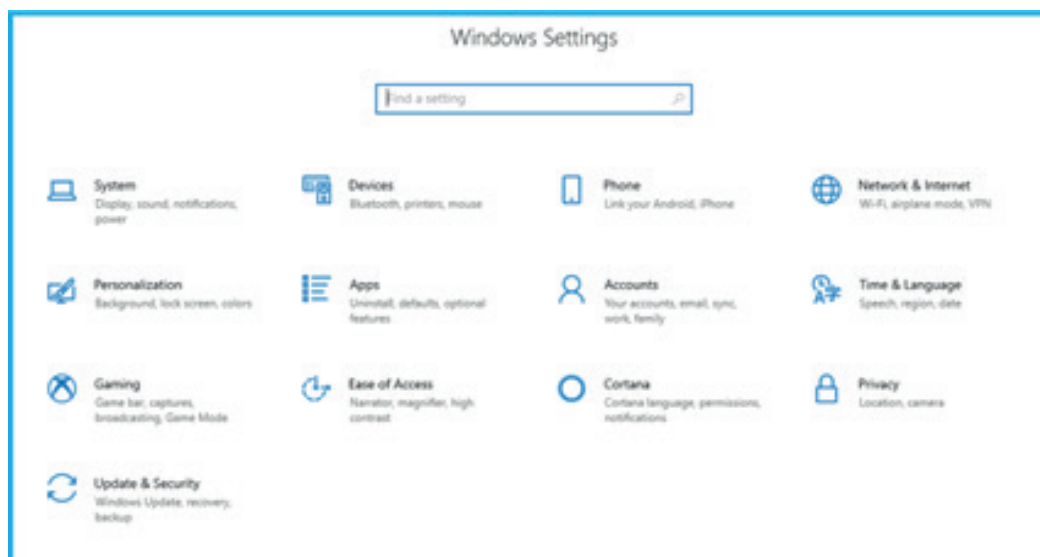 Windows Settings
Find a setting
System
Display, sound, notifications,
power
Devices
Bluetooth, printers, mouse
Phone
Link your Android, iPhone
Network & Internet
Wi-Fi, airplane mode, VPN
Personalization
Background, lock screen, colors
Apps
Uninstall, defaults, optional
features
Accounts
Your accounts, email, sync,
work, family
Time & Language
Speech, region, date
Gaming
Game bar, captures,
broadcasting, Game Mode
Ease of Access
Narrator, magnifier, high
contrast
Cortana
Cortana language, permissions,
notifications
Privacy
Location, camera
Update & Security
Windows Update, recovery,
backup